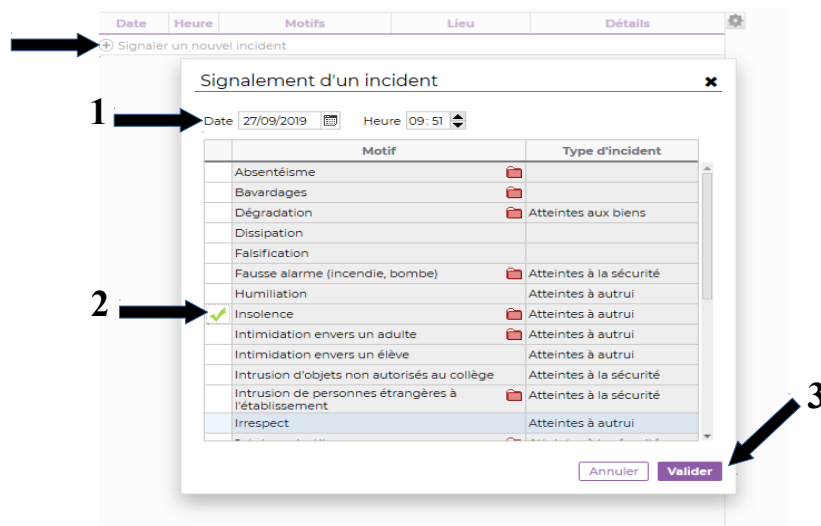 Date Heure Motifs Lieu Détails
Signaler un nouvel incident
Signalement d'un incident
1 Date 27/09/2019 Heure 09:51
Motif Type d'incident
Absentéisme
Bavardages
Dégradation Atteintes aux biens
Dissipation
Falsification
Fausse alarme (incendie, bombe) Atteintes à la sécurité
Humiliation Atteintes à autrui
2 Insolence Atteintes à autrui
Intimidation envers un adulte Atteintes à autrui
Intimidation envers un élève Atteintes à autrui
Intrusion d'objets non autorisés au collège Atteintes à la sécurité
Intrusion de personnes étrangères à Atteintes à la sécurité
l'établissement
3
Irrespect Atteintes à autrui
Annuler Valider